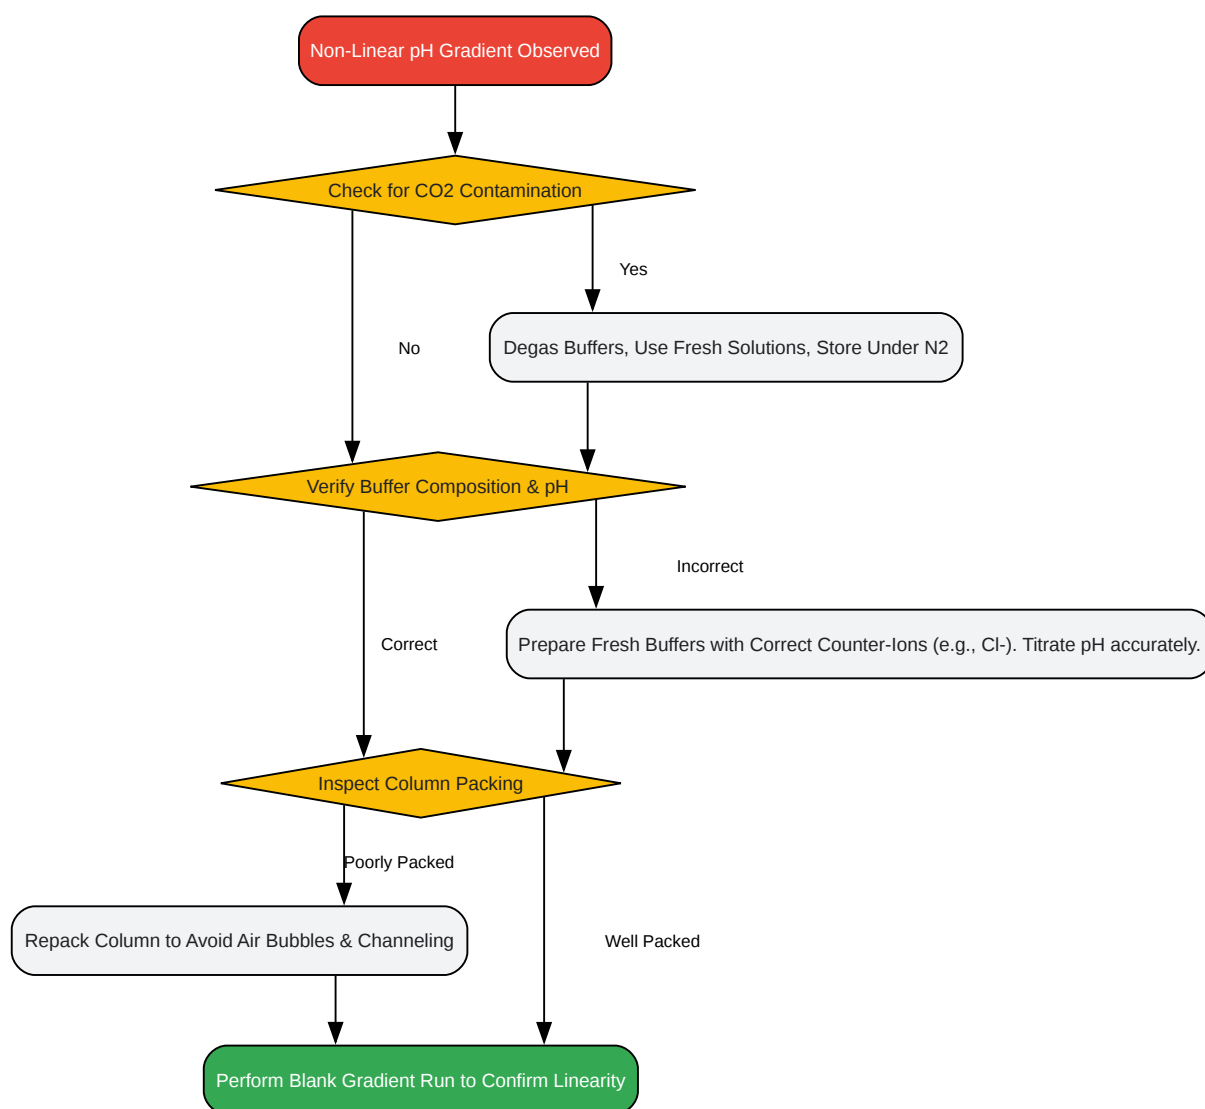 Non-Linear pH Gradient Observed
Check for CO2 Contamination
Yes
No
Degas Buffers, Use Fresh Solutions, Store Under N2
Verify Buffer Composition & pH
Incorrect
Correct
Prepare Fresh Buffers with Correct Counter-Ions (e.g., Cl-). Titrate pH accurately.
Inspect Column Packing
Poorly Packed
Repack Column to Avoid Air Bubbles & Channeling
Well Packed
Perform Blank Gradient Run to Confirm Linearity